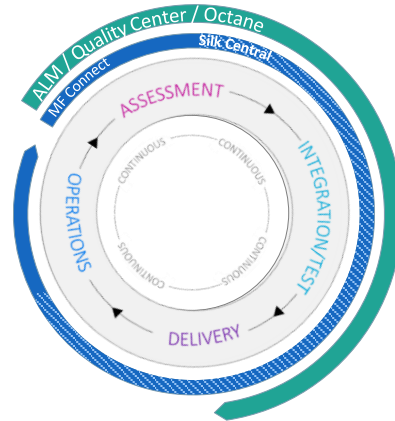 ALM / Quality Center / Octane
MF Connect
Silk Central
ASSESSMENT
INTEGRATION/TEST
DELIVERY
OPERATIONS
CONTINUOUS
CONTINUOUS
CONTINUOUS
CONTINUOUS